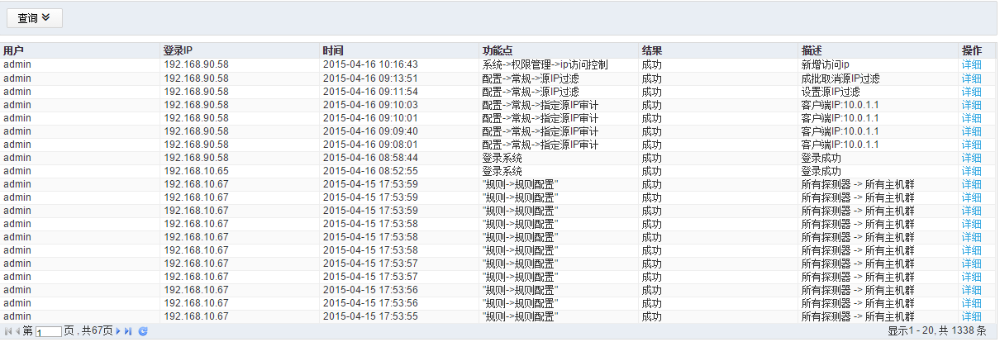 查询
用户 登录IP 时间 功能点 结果 描述 操作
admin 192.168.90.58 2015-04-16 10:16:43 系统->权限管理->ip访问控制 成功 新增访问ip 详细
admin 192.168.90.58 2015-04-16 09:13:51 配置->常规->源IP过滤 成功 成批取消源IP过滤 详细
admin 192.168.90.58 2015-04-16 09:11:54 配置->常规->源IP过滤 成功 设置源IP过滤 详细
admin 192.168.90.58 2015-04-16 09:10:03 配置->常规->指定源IP审计 成功 客户端IP:10.0.1.1 详细
admin 192.168.90.58 2015-04-16 09:10:01 配置->常规->指定源IP审计 成功 客户端IP:10.0.1.1 详细
admin 192.168.90.58 2015-04-16 09:09:40 配置->常规->指定源IP审计 成功 客户端IP:10.0.1.1 详细
admin 192.168.90.58 2015-04-16 09:08:01 配置->常规->指定源IP审计 成功 客户端IP:10.0.1.1 详细
admin 192.168.90.58 2015-04-16 08:58:44 登录系统 成功 登录成功 详细
admin 192.168.10.65 2015-04-16 08:52:55 登录系统 成功 登录成功 详细
admin 192.168.10.67 2015-04-15 17:53:59 "规则->规则配置" 成功 所有探测器 -> 所有主机群 详细
admin 192.168.10.67 2015-04-15 17:53:59 "规则->规则配置" 成功 所有探测器 -> 所有主机群 详细
admin 192.168.10.67 2015-04-15 17:53:59 "规则->规则配置" 成功 所有探测器 -> 所有主机群 详细
admin 192.168.10.67 2015-04-15 17:53:58 "规则->规则配置" 成功 所有探测器 -> 所有主机群 详细
admin 192.168.10.67 2015-04-15 17:53:58 "规则->规则配置" 成功 所有探测器 -> 所有主机群 详细
admin 192.168.10.67 2015-04-15 17:53:58 "规则->规则配置" 成功 所有探测器 -> 所有主机群 详细
admin 192.168.10.67 2015-04-15 17:53:57 "规则->规则配置" 成功 所有探测器 -> 所有主机群 详细
admin 192.168.10.67 2015-04-15 17:53:57 "规则->规则配置" 成功 所有探测器 -> 所有主机群 详细
admin 192.168.10.67 2015-04-15 17:53:56 "规则->规则配置" 成功 所有探测器 -> 所有主机群 详细
admin 192.168.10.67 2015-04-15 17:53:56 "规则->规则配置" 成功 所有探测器 -> 所有主机群 详细
admin 192.168.10.67 2015-04-15 17:53:55 "规则->规则配置" 成功 所有探测器 -> 所有主机群 详细
第 1 页 , 共67页 显示1 - 20, 共 1338 条